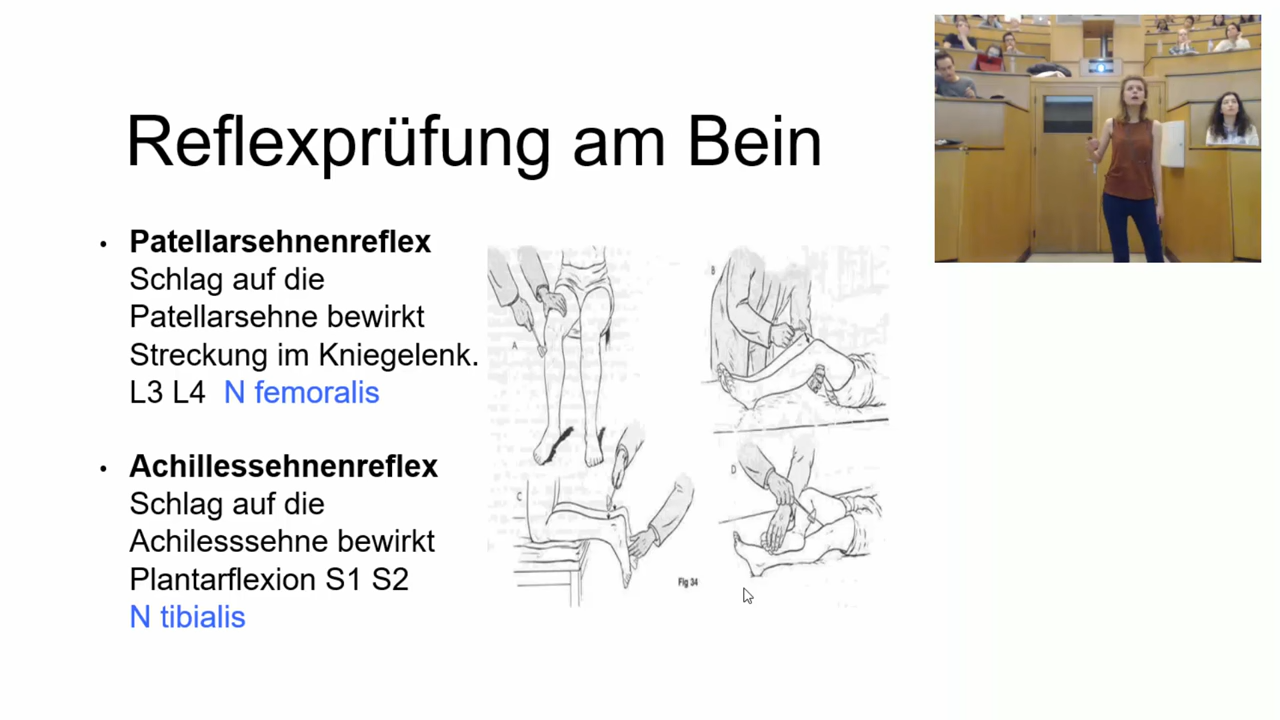 Reflexprüfung am Bein
• Patellarsehnenreflex
Schlag auf die
Patellarsehne bewirkt
Streckung im Kniegelenk.
L3 L4 N femoralis
• Achillessehnenreflex
Schlag auf die
Achilesssehne bewirkt
Plantarflexion S1 S2
N tibialis
A
B
C
D
Fig 34